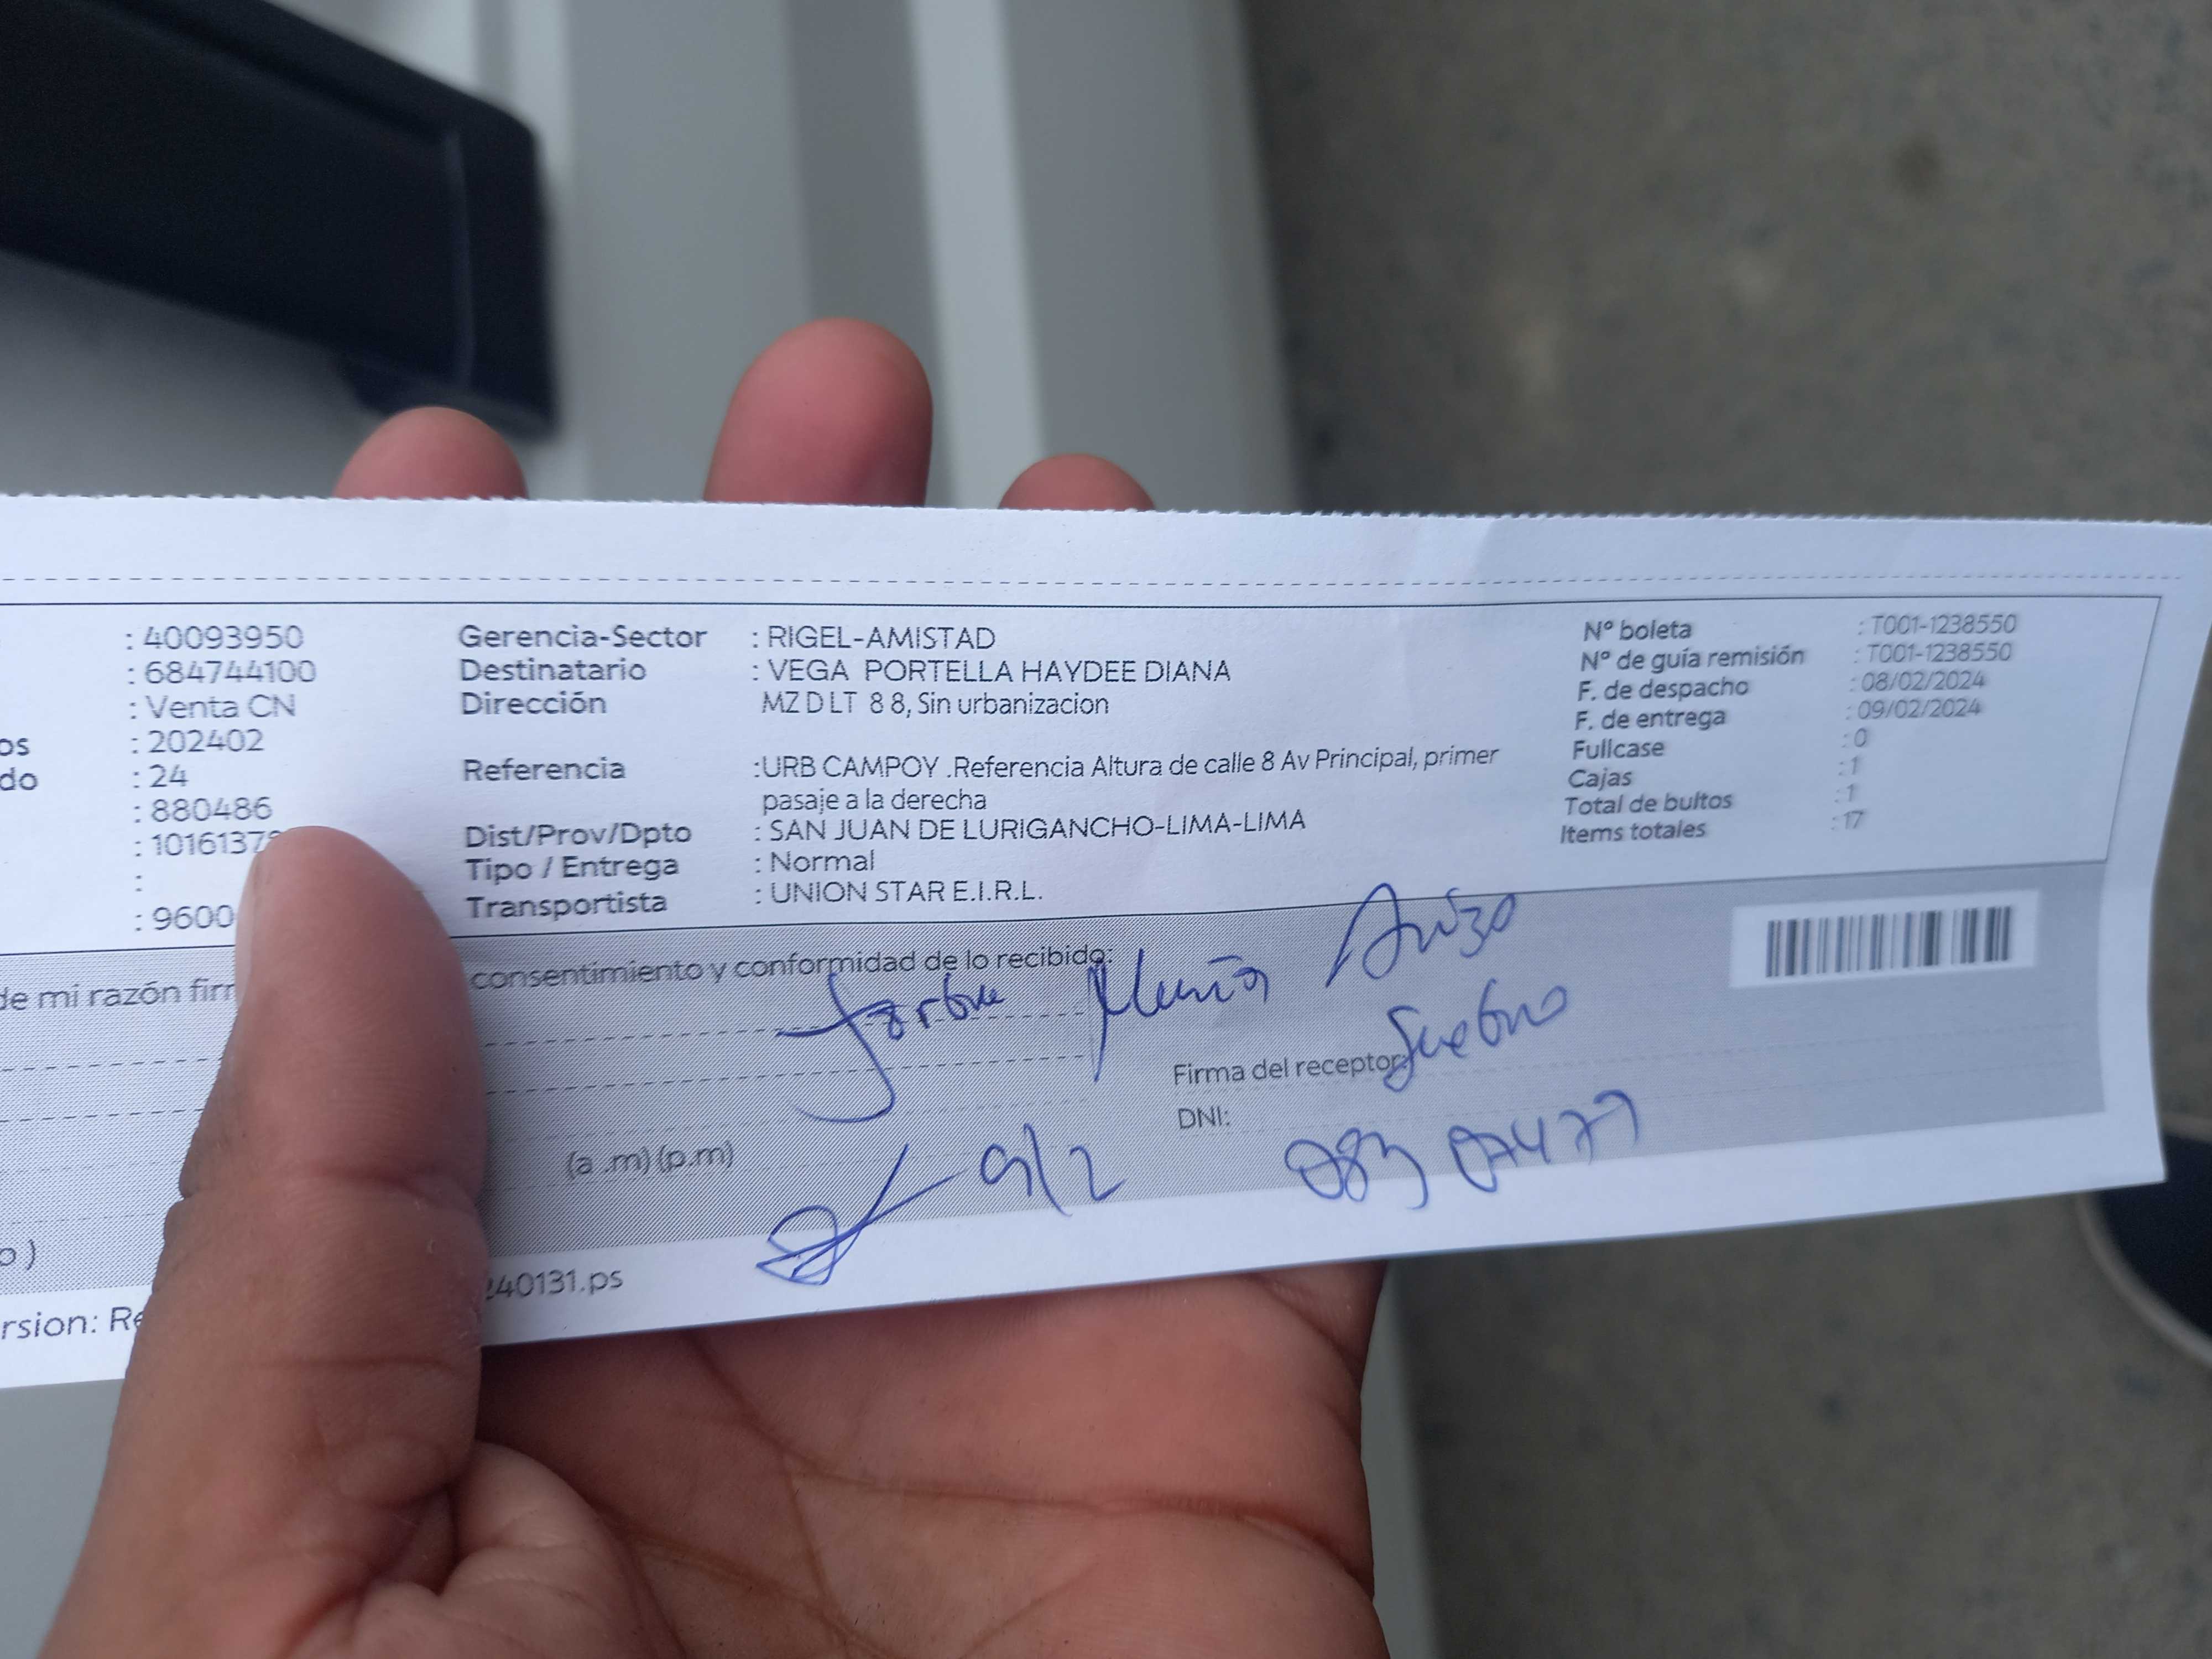 : 40093950
: 684744100
: Venta CN
os : 202402
do : 24
: 880486
: 1016137
:
: 9600
Gerencia-Sector : RIGEL-AMISTAD
Destinatario : VEGA PORTELLA HAYDEE DIANA
Dirección MZ D LT 8 8, Sin urbanizacion
Referencia :URB CAMPOY .Referencia Altura de calle 8 Av Principal, primer
pasaje a la derecha
Dist/Prov/Dpto : SAN JUAN DE LURIGANCHO-LIMA-LIMA
Tipo / Entrega : Normal
Transportista : UNION STAR E.I.R.L.
Nº boleta : T001-1238550
Nº de guía remisión : T001-1238550
F. de despacho : 08/02/2024
F. de entrega : 09/02/2024
Fullcase : 0
Cajas : 1
Total de bultos : 1
Items totales : 17
de mi razón fir consentimiento y conformidad de lo recibido:
Firma del receptor:
DNI:
(a .m) (p.m) 9/2
o )
240131.ps
rsion: Re